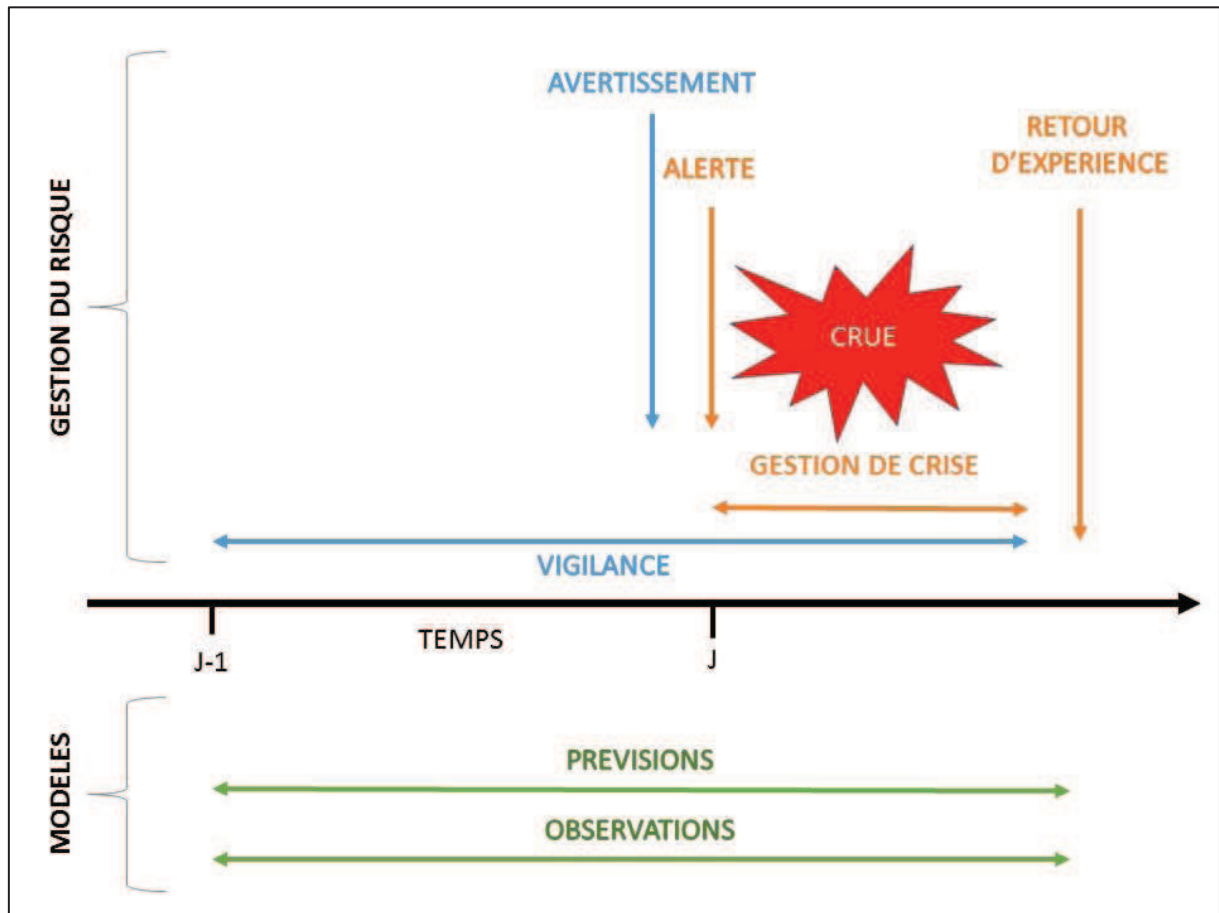 GESTION DU RISQUE
AVERTISSEMENT
ALERTE
RETOUR
D'EXPERIENCE
CRUE
GESTION DE CRISE
VIGILANCE
TEMPS
J-1
J
MODELES
PREVISIONS
OBSERVATIONS